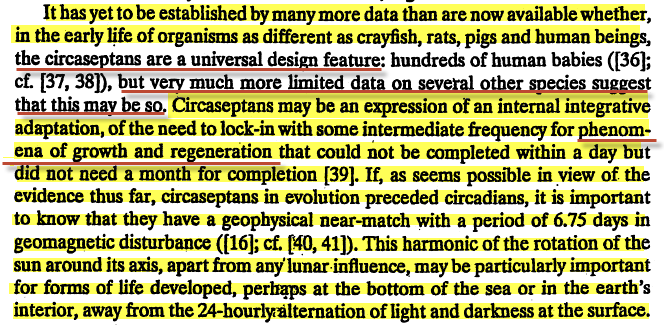 It has yet to be established by many more data than are now available whether,
in the early life of organisms as different as crayfish, rats, pigs and human beings,
the circaseptans are a universal design feature: hundreds of human babies ([36];
cf. [37, 38]), but very much more limited data on several other species suggest
that this may be so. Circaseptans may be an expression of an internal integrative
adaptation, of the need to lock-in with some intermediate frequency for phenom-
ena of growth and regeneration that could not be completed within a day but
did not need a month for completion [39]. If, as seems possible in view of the
evidence thus far, circaseptans in evolution preceded circadians, it is important
to know that they have a geophysical near-match with a period of 6.75 days in
geomagnetic disturbance ([16]; cf. [40, 41]). This harmonic of the rotation of the
sun around its axis, apart from any lunar influence, may be particularly important
for forms of life developed, perhaps at the bottom of the sea or in the earth's
interior, away from the 24-hourly alternation of light and darkness at the surface.